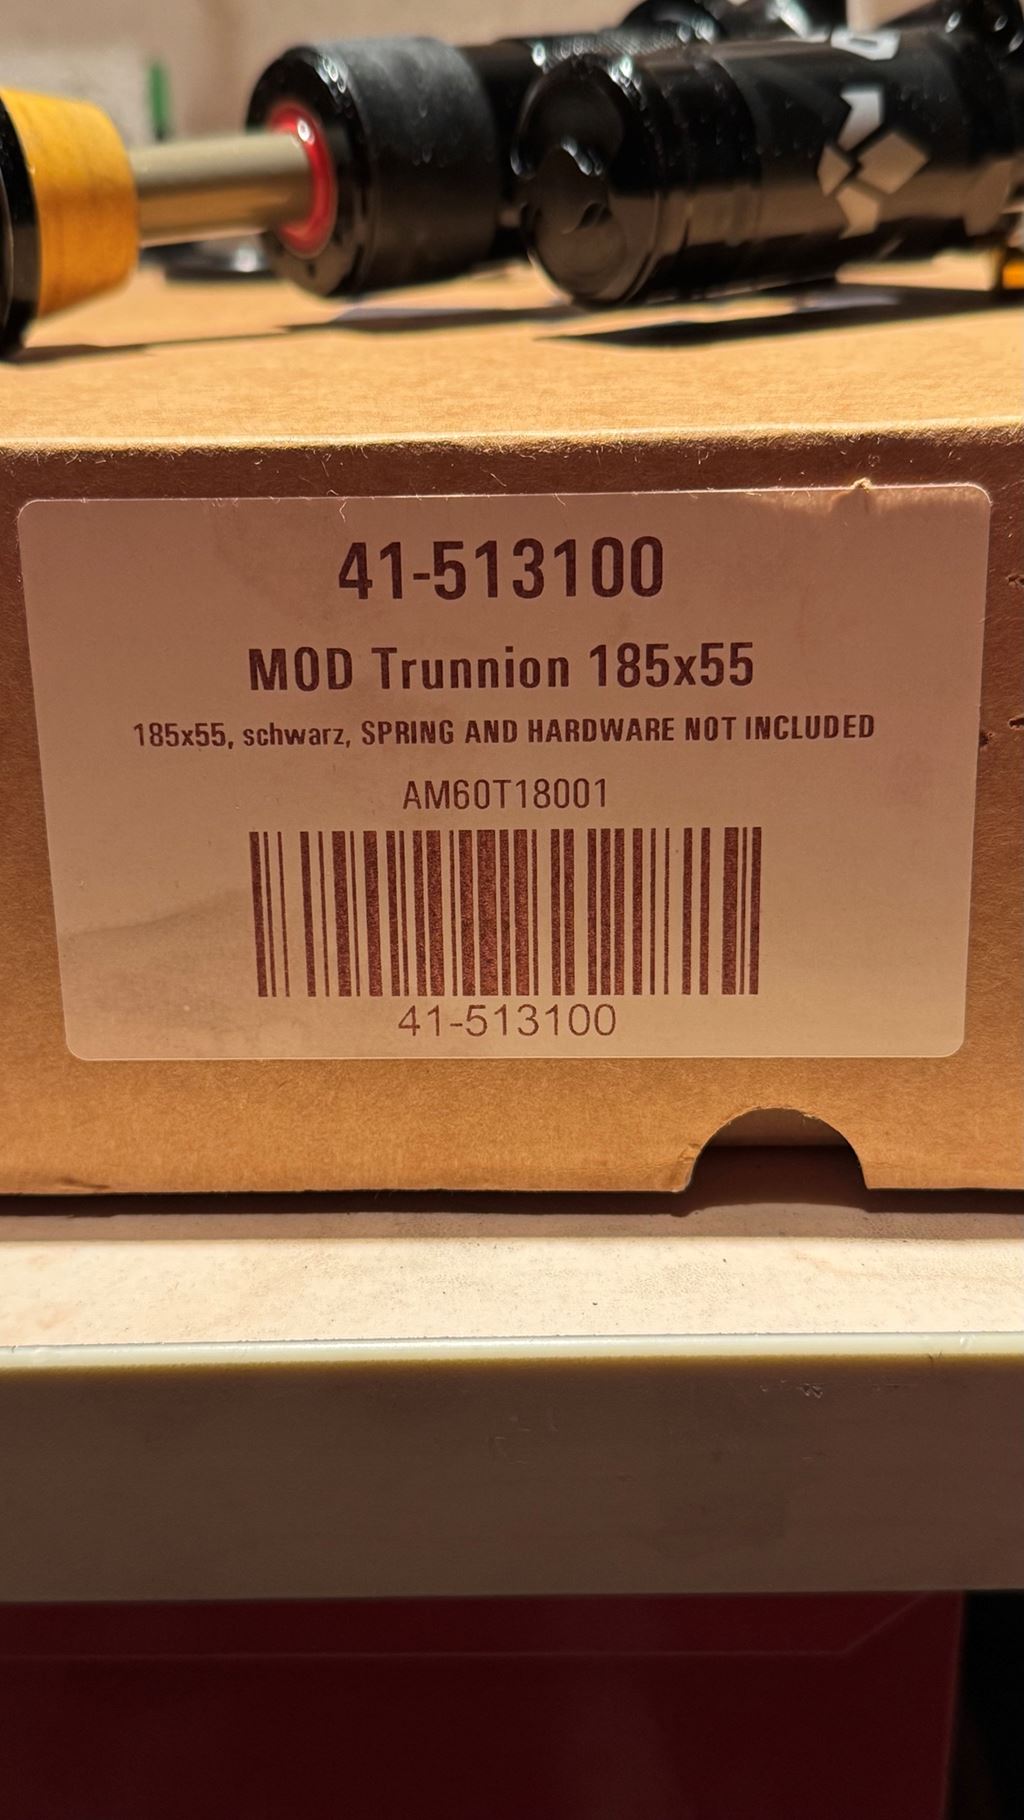 41-513100
MOD Trunnion 185x55
185x55, schwarz, SPRING AND HARDWARE NOT INCLUDED
AM60T18001
41-513100